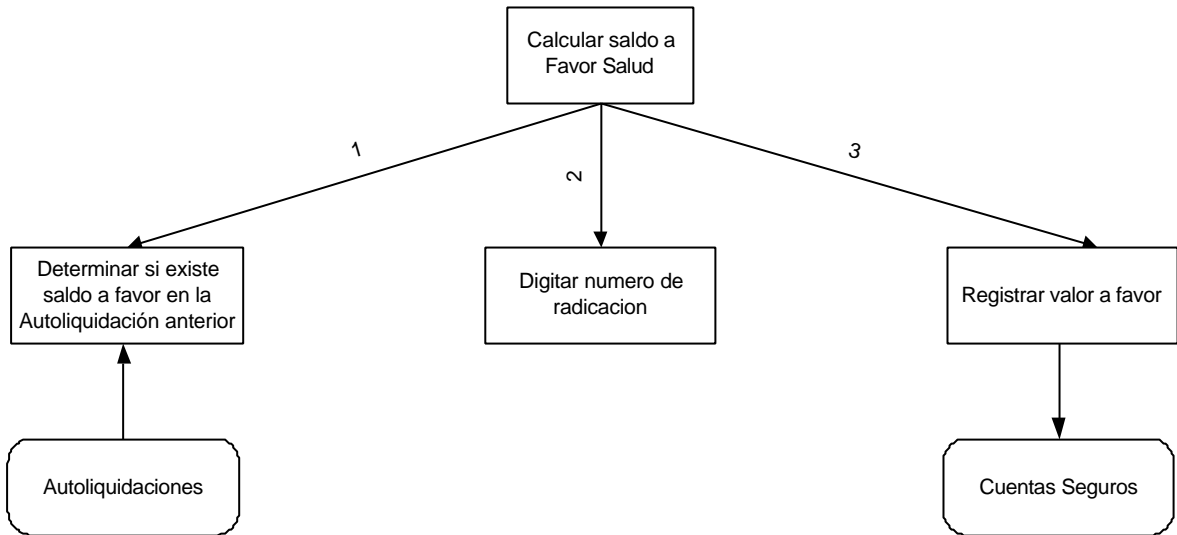 Calcular saldo a
Favor Salud
1
2
3
Determinar si existe
saldo a favor en la
Autoliquidación anterior
Digitar numero de
radicacion
Registrar valor a favor
Autoliquidaciones
Cuentas Seguros